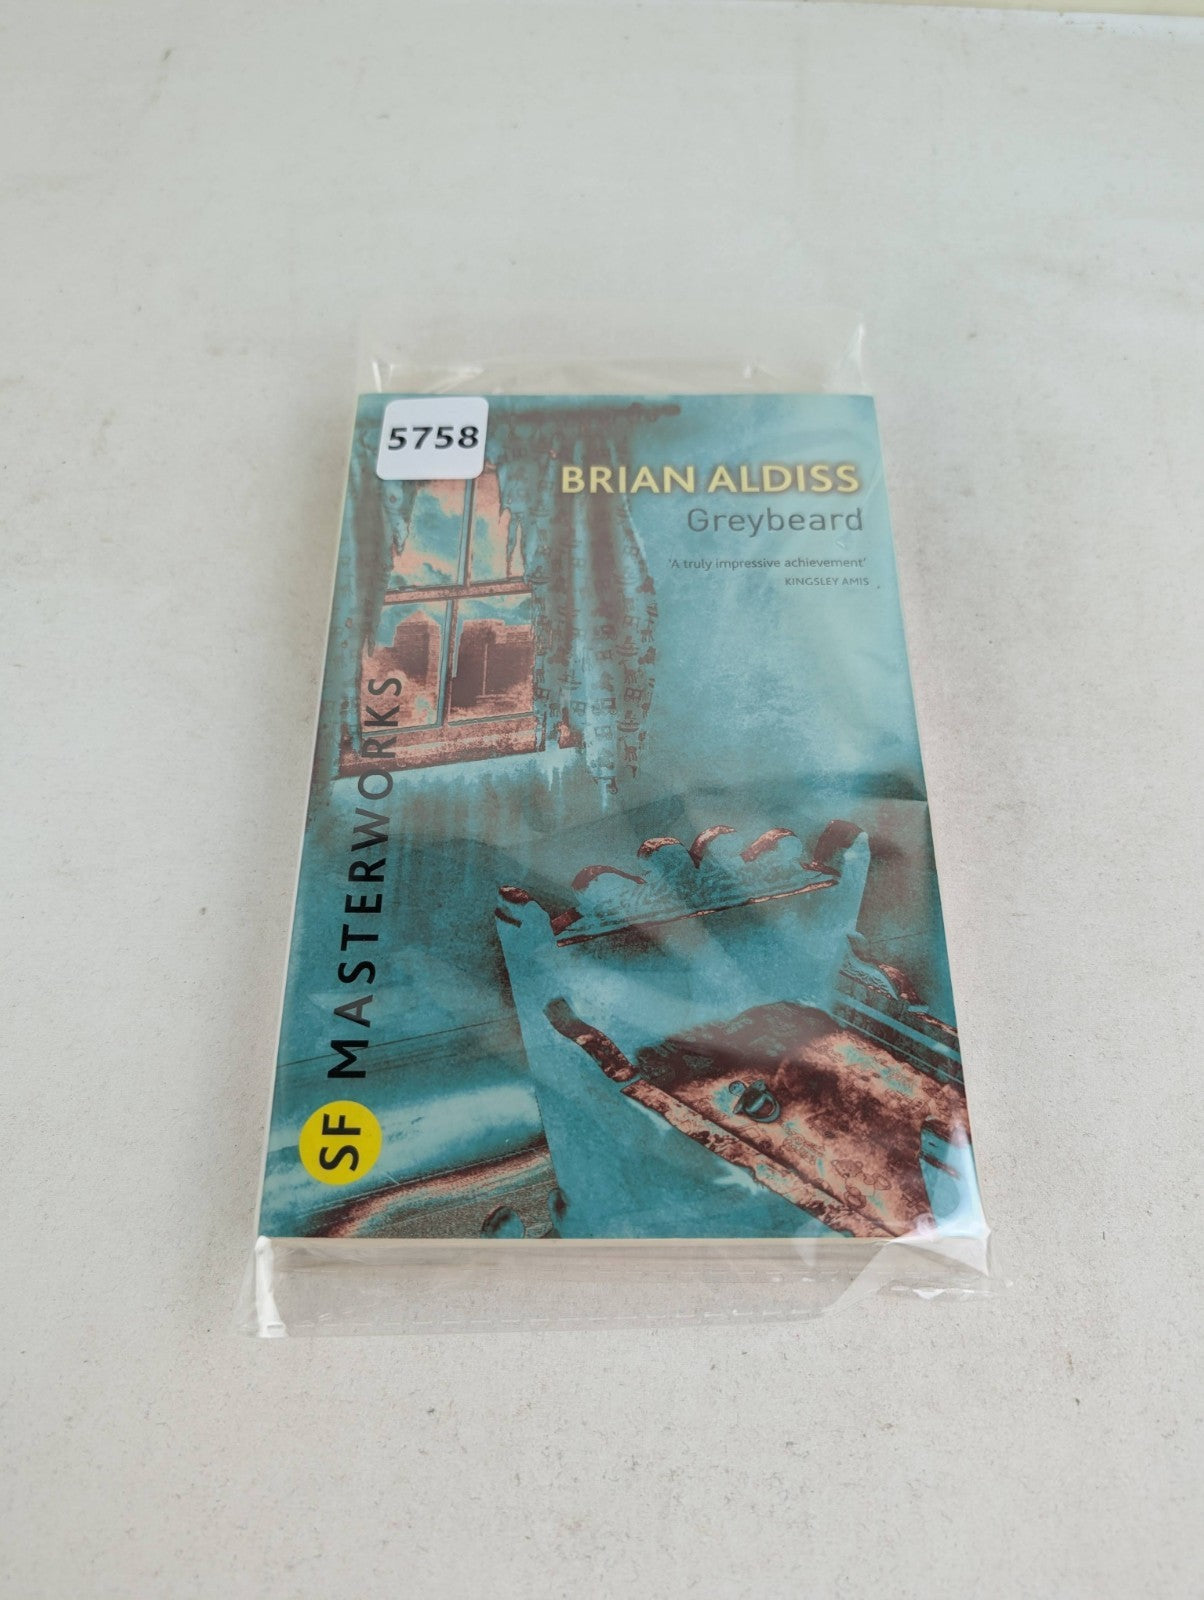 5758
BRIAN ALDISS
Greybeard
'A truly impressive achievement'
KINGSLEY AMIS
SF MASTERWORKS